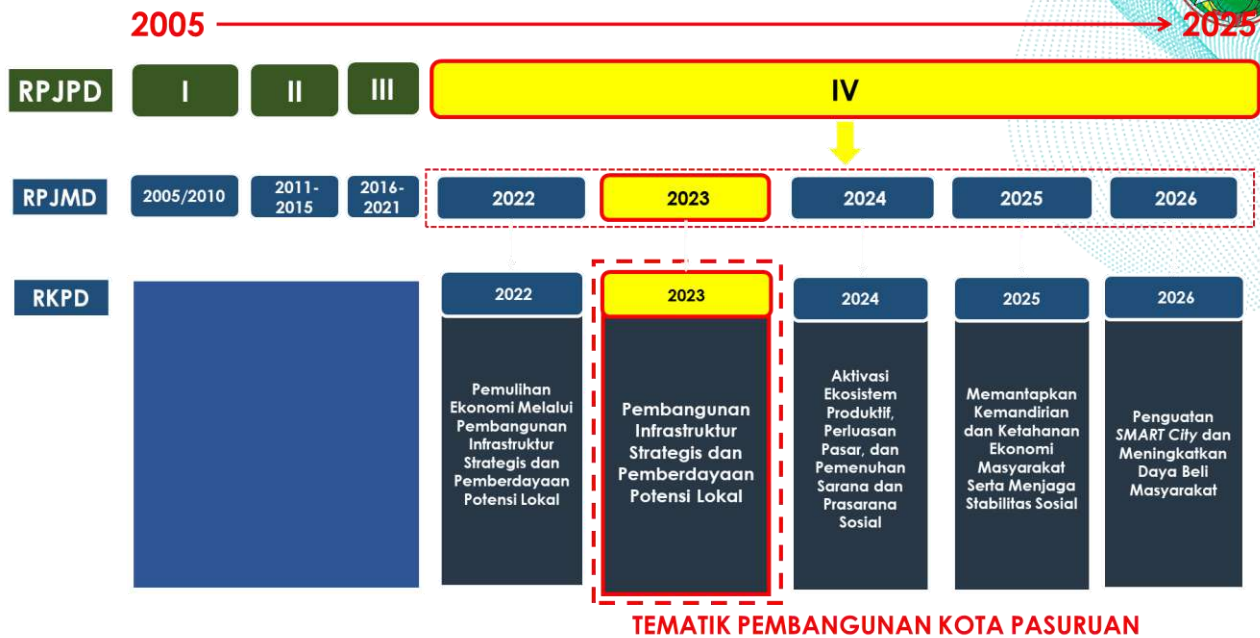 2005
2025
RPJPD
I
II
III
IV
RPJMD
2005/2010
2011-
2015
2016-
2021
2022
2023
2024
2025
2026
RKPD
2022
2023
2024
2025
2026
Pemulihan
Ekonomi Melalui
Pembangunan
Infrastruktur
Strategis dan
Pemberdayaan
Potensi Lokal
Pembangunan
Infrastruktur
Strategis dan
Pemberdayaan
Potensi Lokal
Aktivasi
Ekosistem
Produktif,
Perluasan
Pasar, dan
Pemenuhan
Sarana dan
Prasarana
Sosial
Memantapkan
Kemandirian
dan Ketahanan
Ekonomi
Masyarakat
Serta Menjaga
Stabilitas Sosial
Penguatan
SMART City dan
Meningkatkan
Daya Beli
Masyarakat
TEMATIK PEMBANGUNAN KOTA PASURUAN